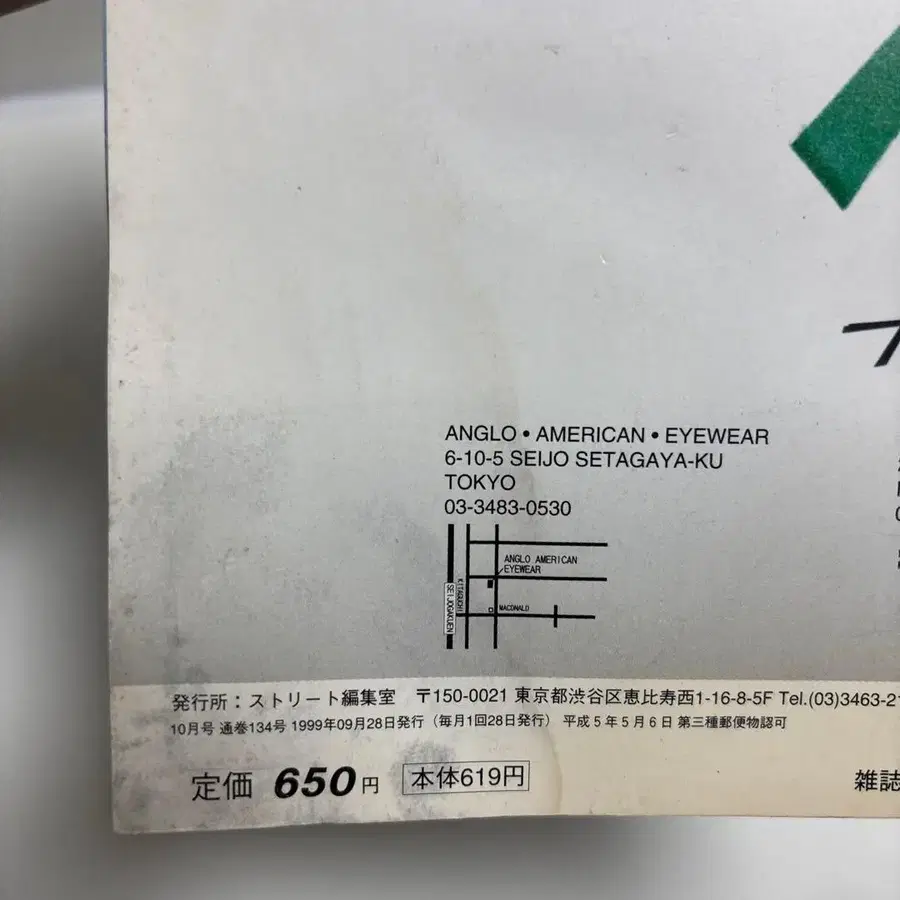 ANGLO・AMERICAN・EYEWEAR
6-10-5 SEIJO SETAGAYA-KU
TOKYO
03-3483-0530
ANGLO AMERICAN
EYEWEAR
KITAGUCHI
SEIJOGAKUEN
MACDNALD
発行所：ストリート編集室 〒150-0021 東京都渋谷区恵比寿西1-16-8-5F Tel.(03)3463-2
10月号 通巻134号 1999年09月28日発行（毎月1回28日発行） 平成5年5月6日 第三種郵便物認可
定価 650円 本体619円
雑誌